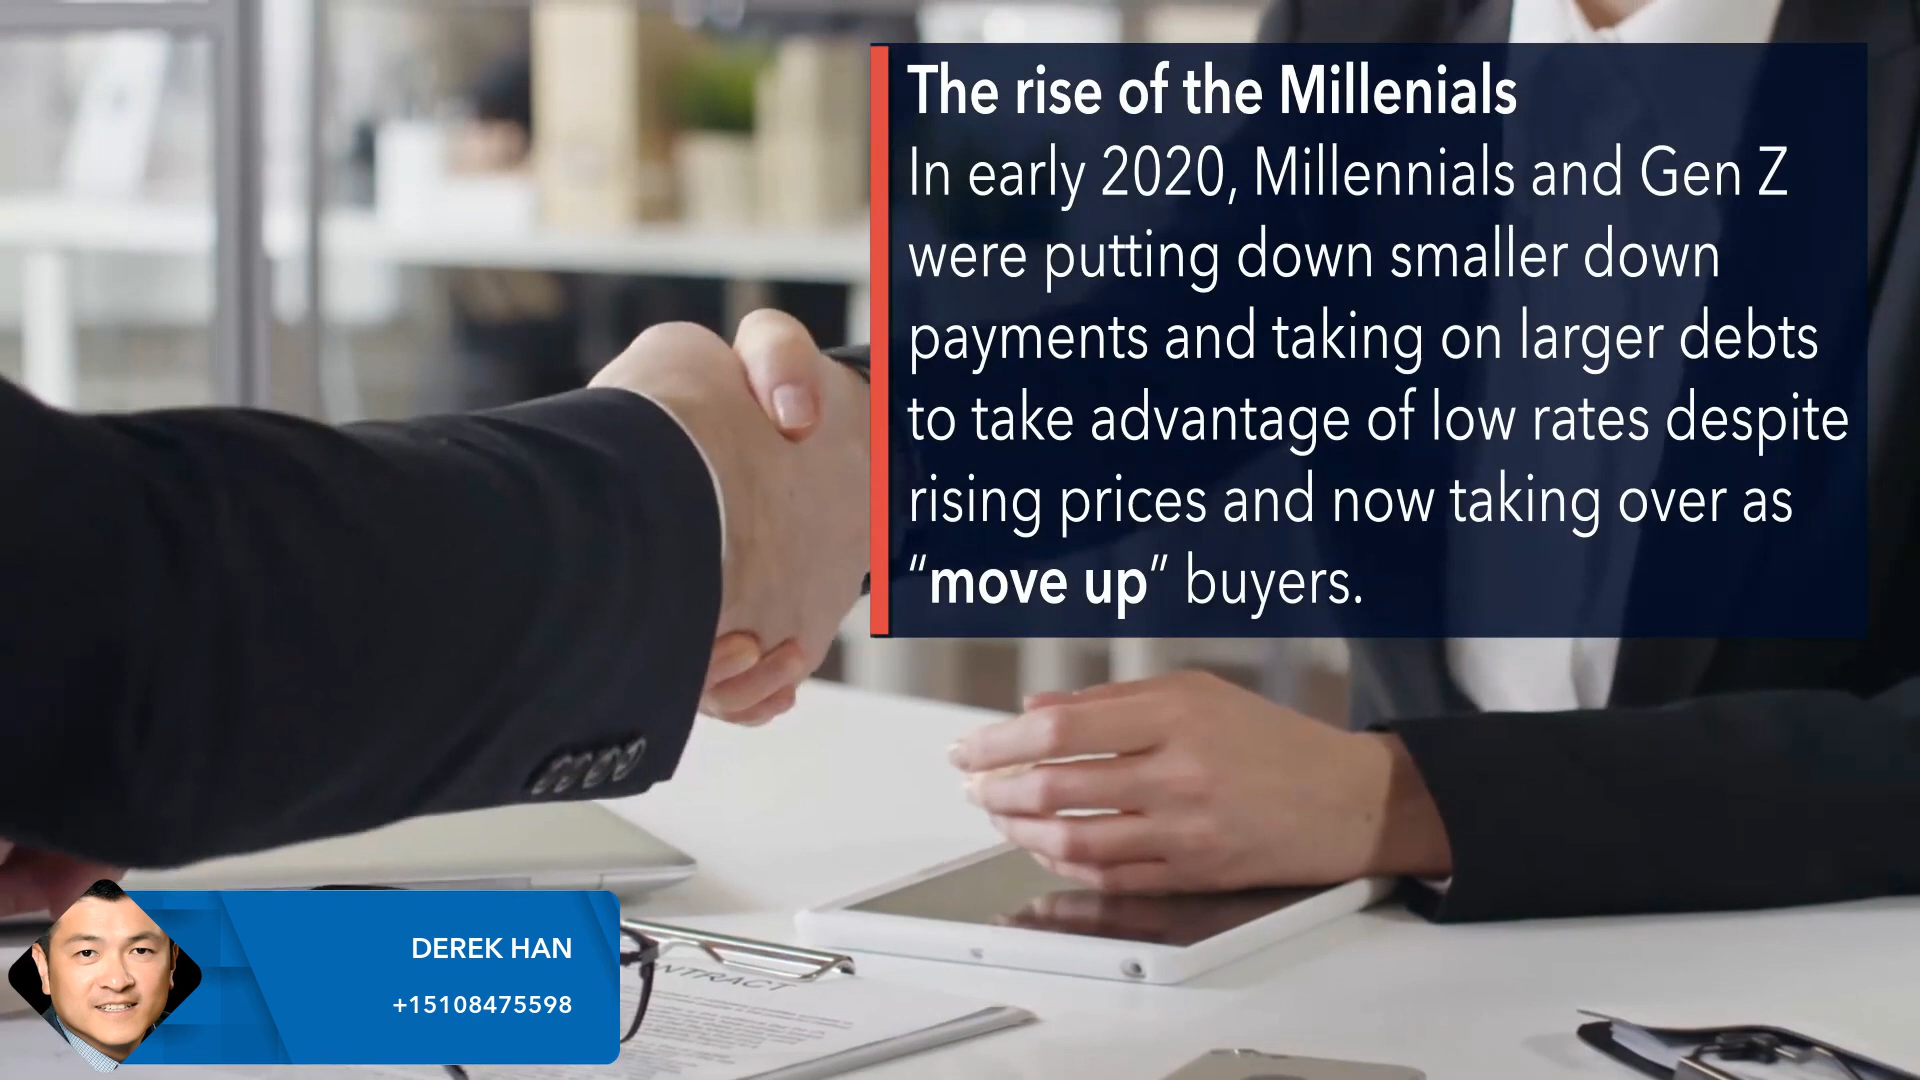 The rise of the Millenials
In early 2020, Millennials and Gen Z
were putting down smaller down
payments and taking on larger debts
to take advantage of low rates despite
rising prices and now taking over as
“move up” buyers.
DEREK HAN
+15108475598